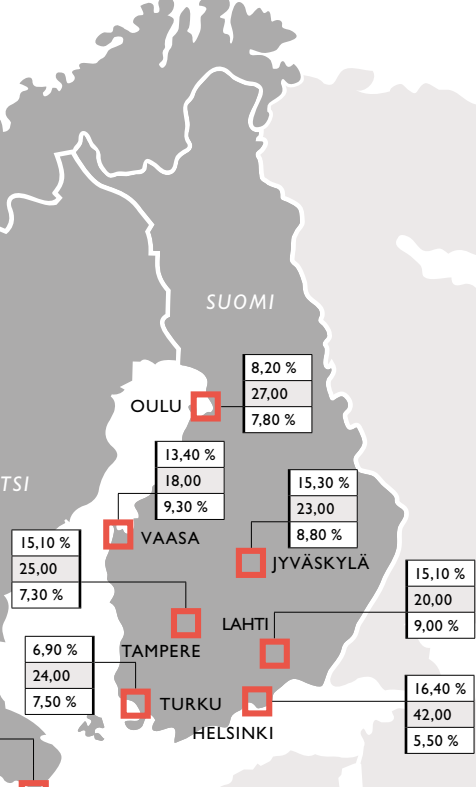 SUOMI
8,20 %
27,00
7,80 %
OULU
13,40 %
18,00
9,30 %
VAASA
TSI
15,30 %
23,00
8,80 %
JYVÄSKYLÄ
15,10 %
25,00
7,30 %
TAMPERE
15,10 %
20,00
9,00 %
LAHTI
6,90 %
24,00
7,50 %
TURKU
16,40 %
42,00
5,50 %
HELSINKI